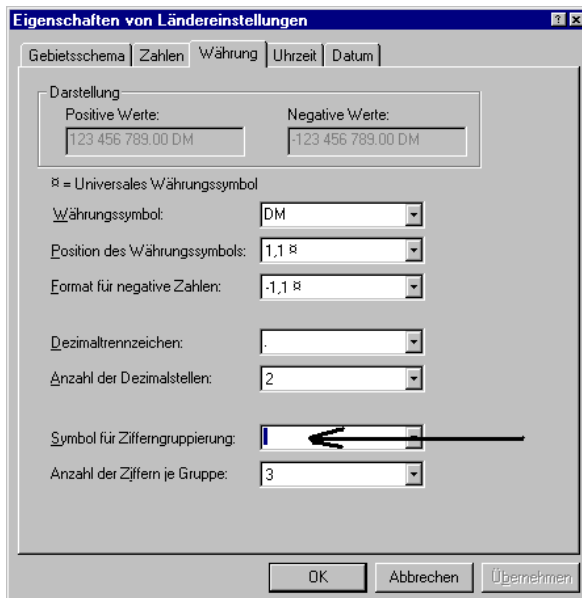 Eigenschaften von Ländereinstellungen
Gebietsschema Zahlen Währung Uhrzeit Datum
Darstellung
Positive Werte: Negative Werte:
123 456 789.00 DM -123 456 789.00 DM
¤ = Universales Währungssymbol
Währungssymbol: DM
Position des Währungssymbols: 1,1 ¤
Format für negative Zahlen: -1,1 ¤
Dezimaltrennzeichen: .
Anzahl der Dezimalstellen: 2
Symbol für Zifferngruppierung:
Anzahl der Ziffern je Gruppe: 3
OK Abbrechen Übernehmen